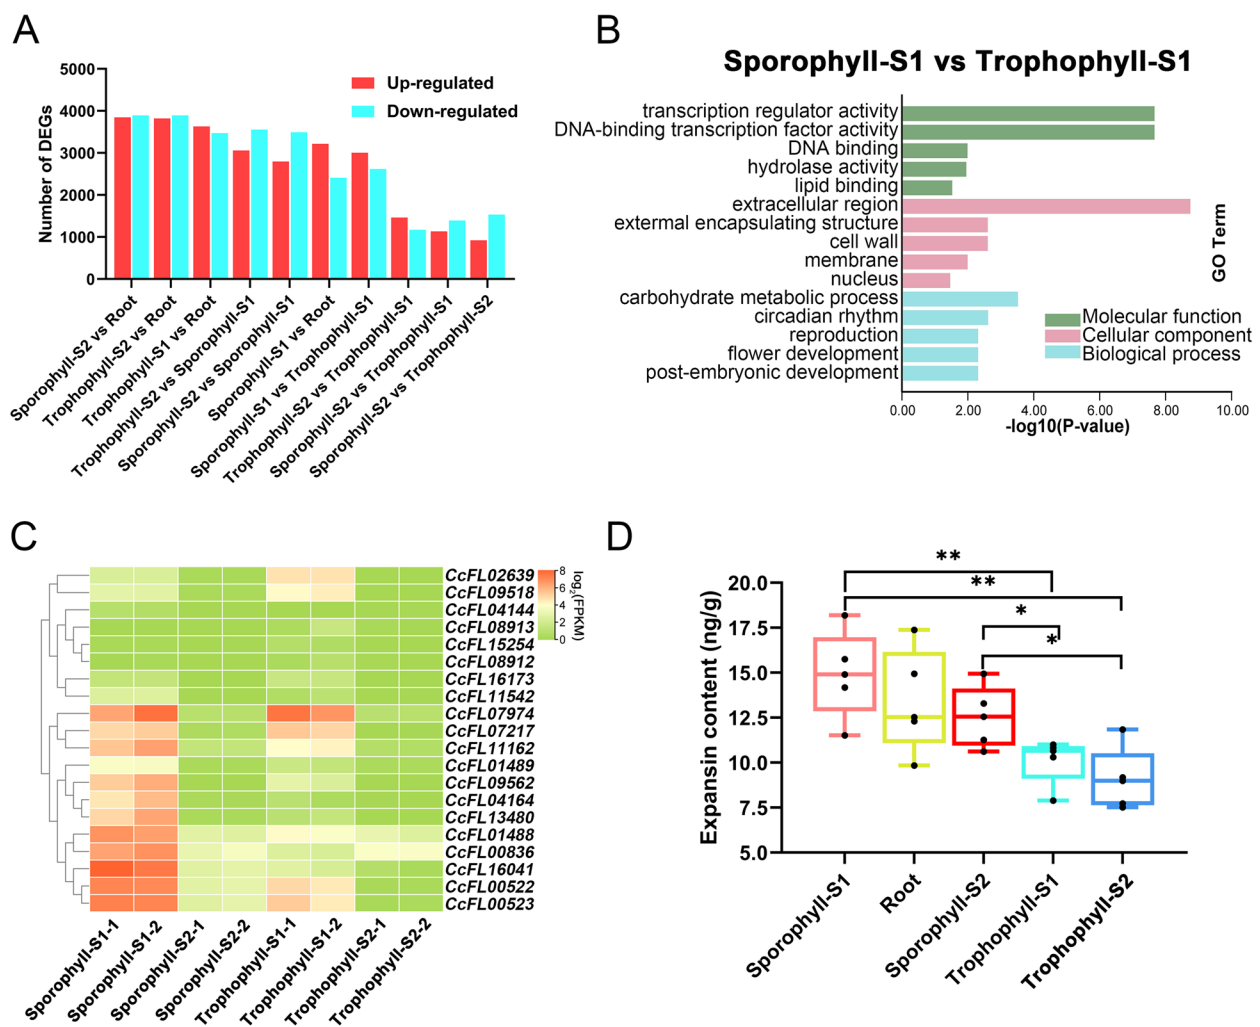 A
5000
4000
3000
2000
1000
0
Number of DEGs
Up-regulated
Down-regulated
Sporophyll-S2 vs Root
Trophophyll-S2 vs Root
Trophophyll-S1 vs Root
Trophophyll-S2 vs Sporophyll-S1
Sporophyll-S2 vs Sporophyll-S1
Sporophyll-S1 vs Root
Sporophyll-S1 vs Trophophyll-S1
Trophophyll-S2 vs Trophophyll-S1
Sporophyll-S2 vs Trophophyll-S1
Sporophyll-S2 vs Trophophyll-S2
B
Sporophyll-S1 vs Trophophyll-S1
transcription regulator activity
DNA-binding transcription factor activity
DNA binding
hydrolase activity
lipid binding
extracellular region
extermal encapsulating structure
cell wall
membrane
nucleus
carbohydrate metabolic process
circadian rhythm
reproduction
flower development
post-embryonic development
GO Term
Molecular function
Cellular component
Biological process
0.00 2.00 4.00 6.00 8.00 10.00
-log10(P-value)
C
CcFL02639
CcFL09518
CcFL04144
CcFL08913
CcFL15254
CcFL08912
CcFL16173
CcFL11542
CcFL07974
CcFL07217
CcFL11162
CcFL01489
CcFL09562
CcFL04164
CcFL13480
CcFL01488
CcFL00836
CcFL16041
CcFL00522
CcFL00523
8
6
4
2
0
log2(FPKM)
Sporophyll-S1-1
Sporophyll-S1-2
Sporophyll-S2-1
Sporophyll-S2-2
Trophophyll-S1-1
Trophophyll-S1-2
Trophophyll-S2-1
Trophophyll-S2-2
D
20.0
17.5
15.0
12.5
10.0
7.5
5.0
Expansin content (ng/g)
**
**
*
*
Sporophyll-S1
Root
Sporophyll-S2
Trophophyll-S1
Trophophyll-S2